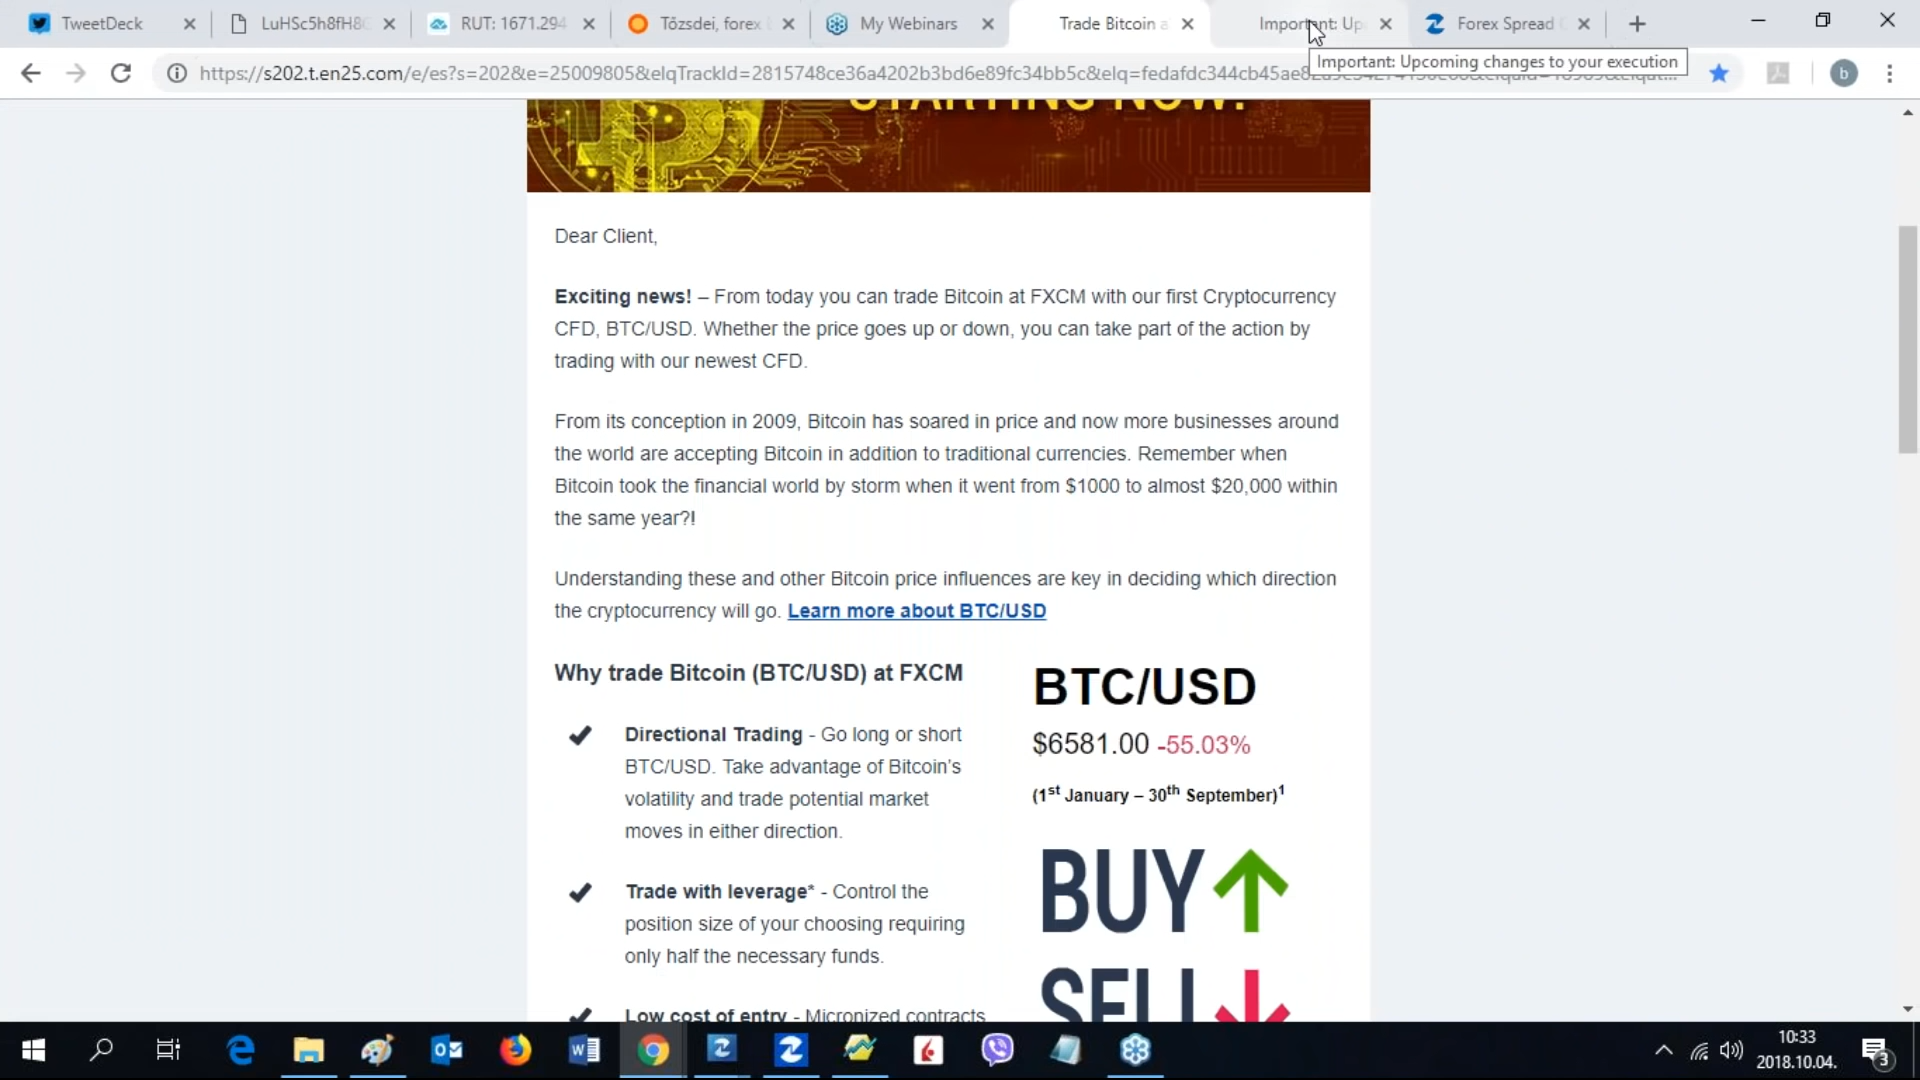 TweetDeck
LuHSc5h8fH8
RUT: 1671.294
Tőzsdei, forex
My Webinars
Trade Bitcoin a
Important: Up
Forex Spread
https://s202.t.en25.com/e/es?s=202&e=25009805&elqTrackId=2815748ce36a4202b3bd6e89fc34bb5c&elq=fedafdc344cb45ae8
Important: Upcoming changes to your execution
b
STARTING NOW!
Dear Client,
Exciting news! – From today you can trade Bitcoin at FXCM with our first Cryptocurrency
CFD, BTC/USD. Whether the price goes up or down, you can take part of the action by
trading with our newest CFD.
From its conception in 2009, Bitcoin has soared in price and now more businesses around
the world are accepting Bitcoin in addition to traditional currencies. Remember when
Bitcoin took the financial world by storm when it went from $1000 to almost $20,000 within
the same year?!
Understanding these and other Bitcoin price influences are key in deciding which direction
the cryptocurrency will go. Learn more about BTC/USD
Why trade Bitcoin (BTC/USD) at FXCM
Directional Trading - Go long or short
BTC/USD. Take advantage of Bitcoin's
volatility and trade potential market
moves in either direction.
Trade with leverage* - Control the
position size of your choosing requiring
only half the necessary funds.
Low cost of entry - Micronized contracts
BTC/USD
$6581.00 -55.03%
(1st January – 30th September)1
BUY
SELL
10:33
2018.10.04.
3